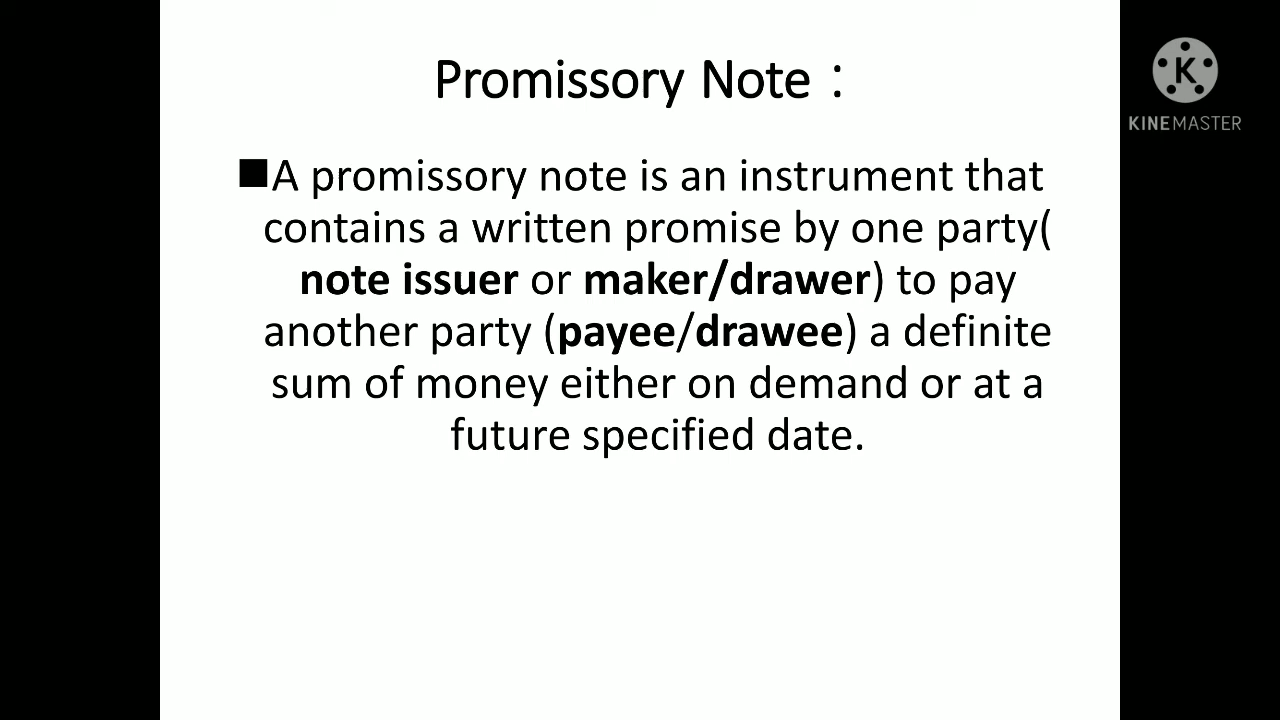 Promissory Note :
K
KINEMASTER
■A promissory note is an instrument that
contains a written promise by one party(
note issuer or maker/drawer) to pay
another party (payee/drawee) a definite
sum of money either on demand or at a
future specified date.